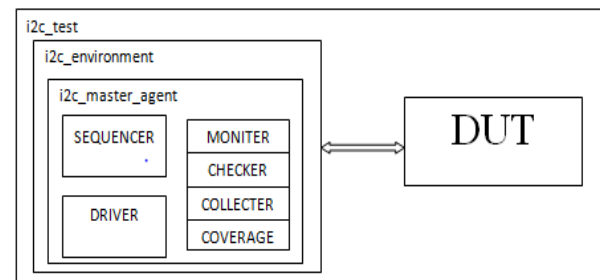 i2c_test
i2c_environment
i2c_master_agent
SEQUENCER
MONITER
CHECKER
DRIVER
COLLECTER
COVERAGE
DUT